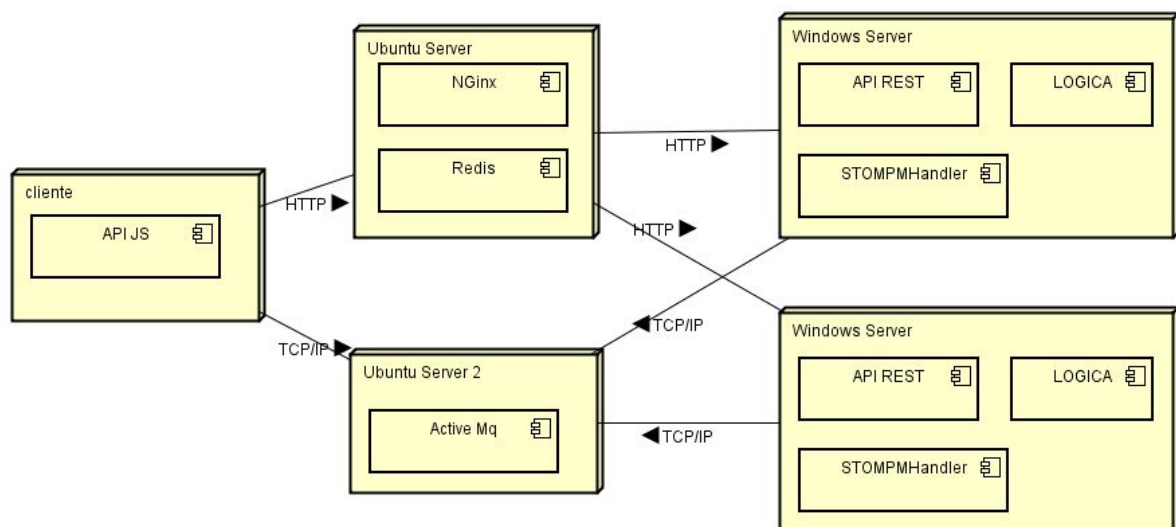 cliente
API JS
HTTP
TCP/IP
Ubuntu Server
NGinx
Redis
Ubuntu Server 2
Active Mq
HTTP
HTTP
TCP/IP
TCP/IP
Windows Server
API REST
LOGICA
STOMPMHandler
Windows Server
API REST
LOGICA
STOMPMHandler